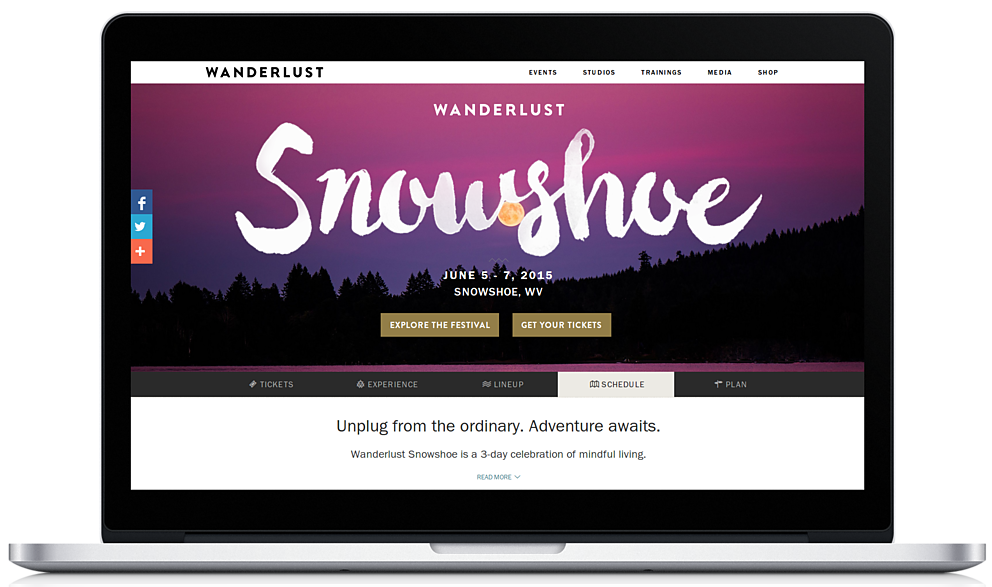 WANDERLUST
EVENTS STUDIOS TRAININGS MEDIA SHOP
WANDERLUST
Snowshoe
JUNE 5 - 7, 2015
SNOWSHOE, WV
EXPLORE THE FESTIVAL GET YOUR TICKETS
TICKETS EXPERIENCE LINEUP SCHEDULE PLAN
Unplug from the ordinary. Adventure awaits.
Wanderlust Snowshoe is a 3-day celebration of mindful living.
READ MORE